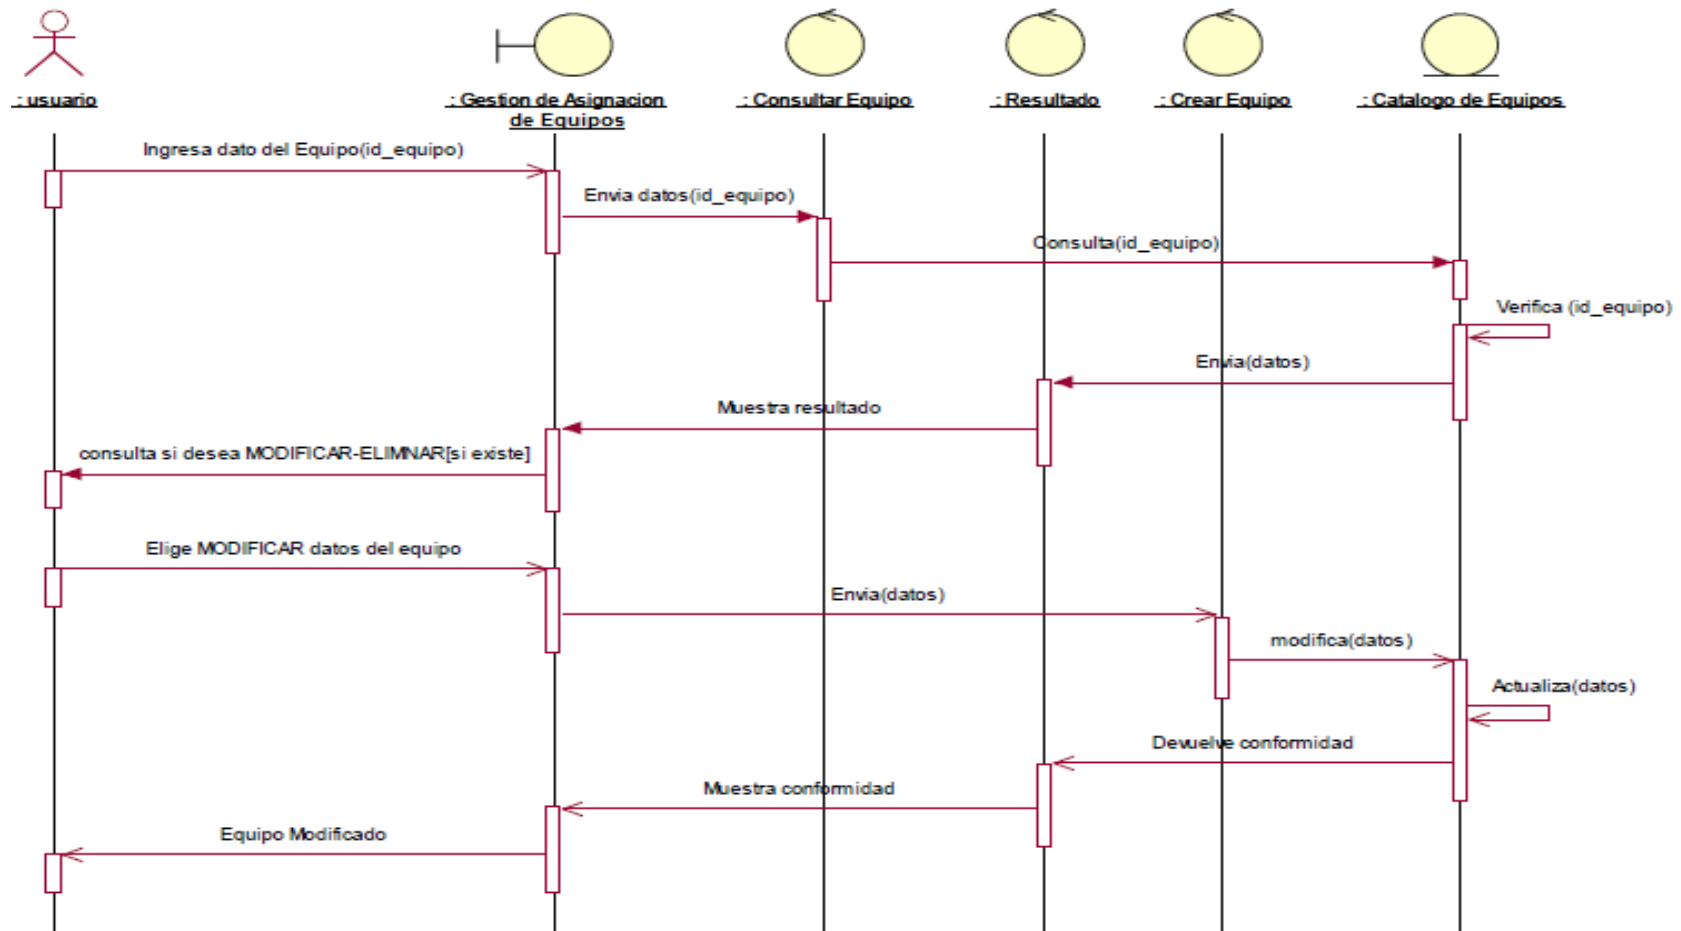 : usuario
: Gestion de Asignacion
de Equipos
: Consultar Equipo
: Resultado
: Crear Equipo
: Catalogo de Equipos
Ingresa dato del Equipo(id_equipo)
Envia datos(id_equipo)
Consulta(id_equipo)
Verifica (id_equipo)
Envia(datos)
Muestra resultado
consulta si desea MODIFICAR-ELIMNAR[si existe]
Elige MODIFICAR datos del equipo
Envia(datos)
modifica(datos)
Actualiza(datos)
Devuelve conformidad
Muestra conformidad
Equipo Modificado